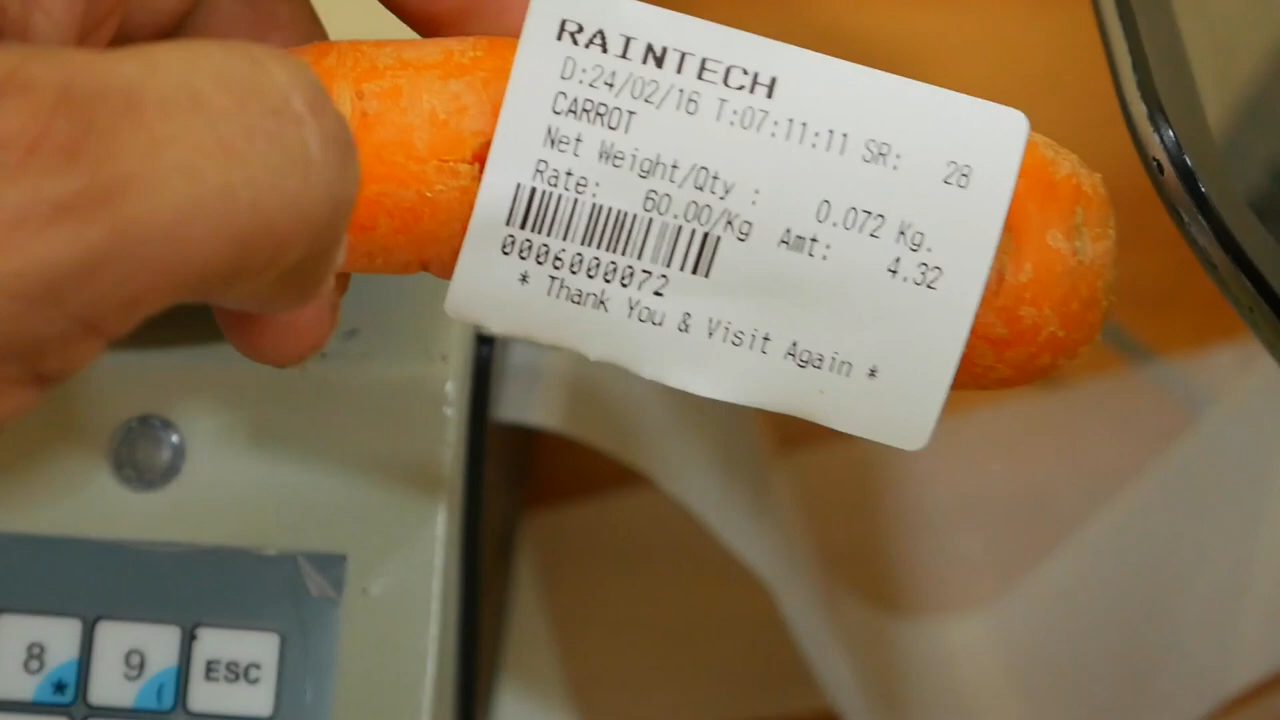 RAINTECH
D:24/02/16 T:07:11:11 SR: 28
CARROT
Net Weight/Qty : 0.072 Kg.
Rate: 60.00/Kg Amt: 4.32
0006000072
* Thank You & Visit Again *
8 9 ESC